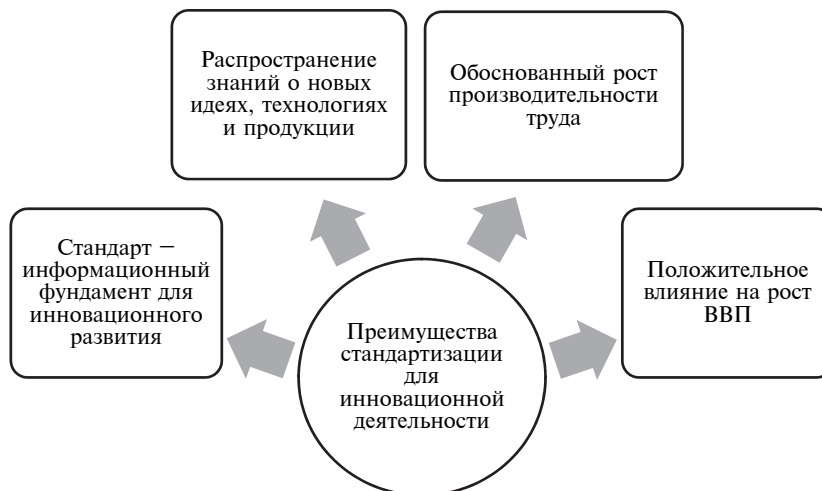 Распространение
знаний о новых
идеях, технологиях
и продукции
Обоснованный рост
производительности
труда
Стандарт –
информационный
фундамент для
инновационного
развития
Положительное
влияние на рост
ВВП
Преимущества
стандартизации
для
инновационной
деятельности